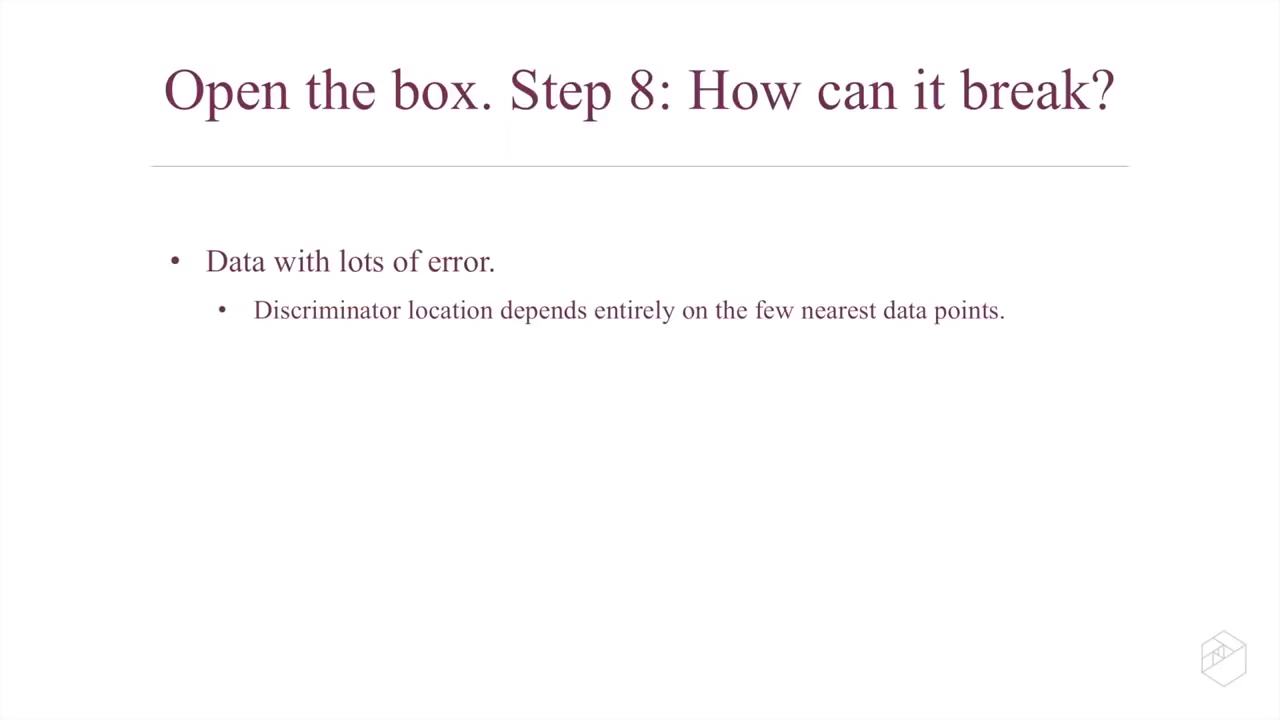 Open the box. Step 8: How can it break?
• Data with lots of error.
• Discriminator location depends entirely on the few nearest data points.